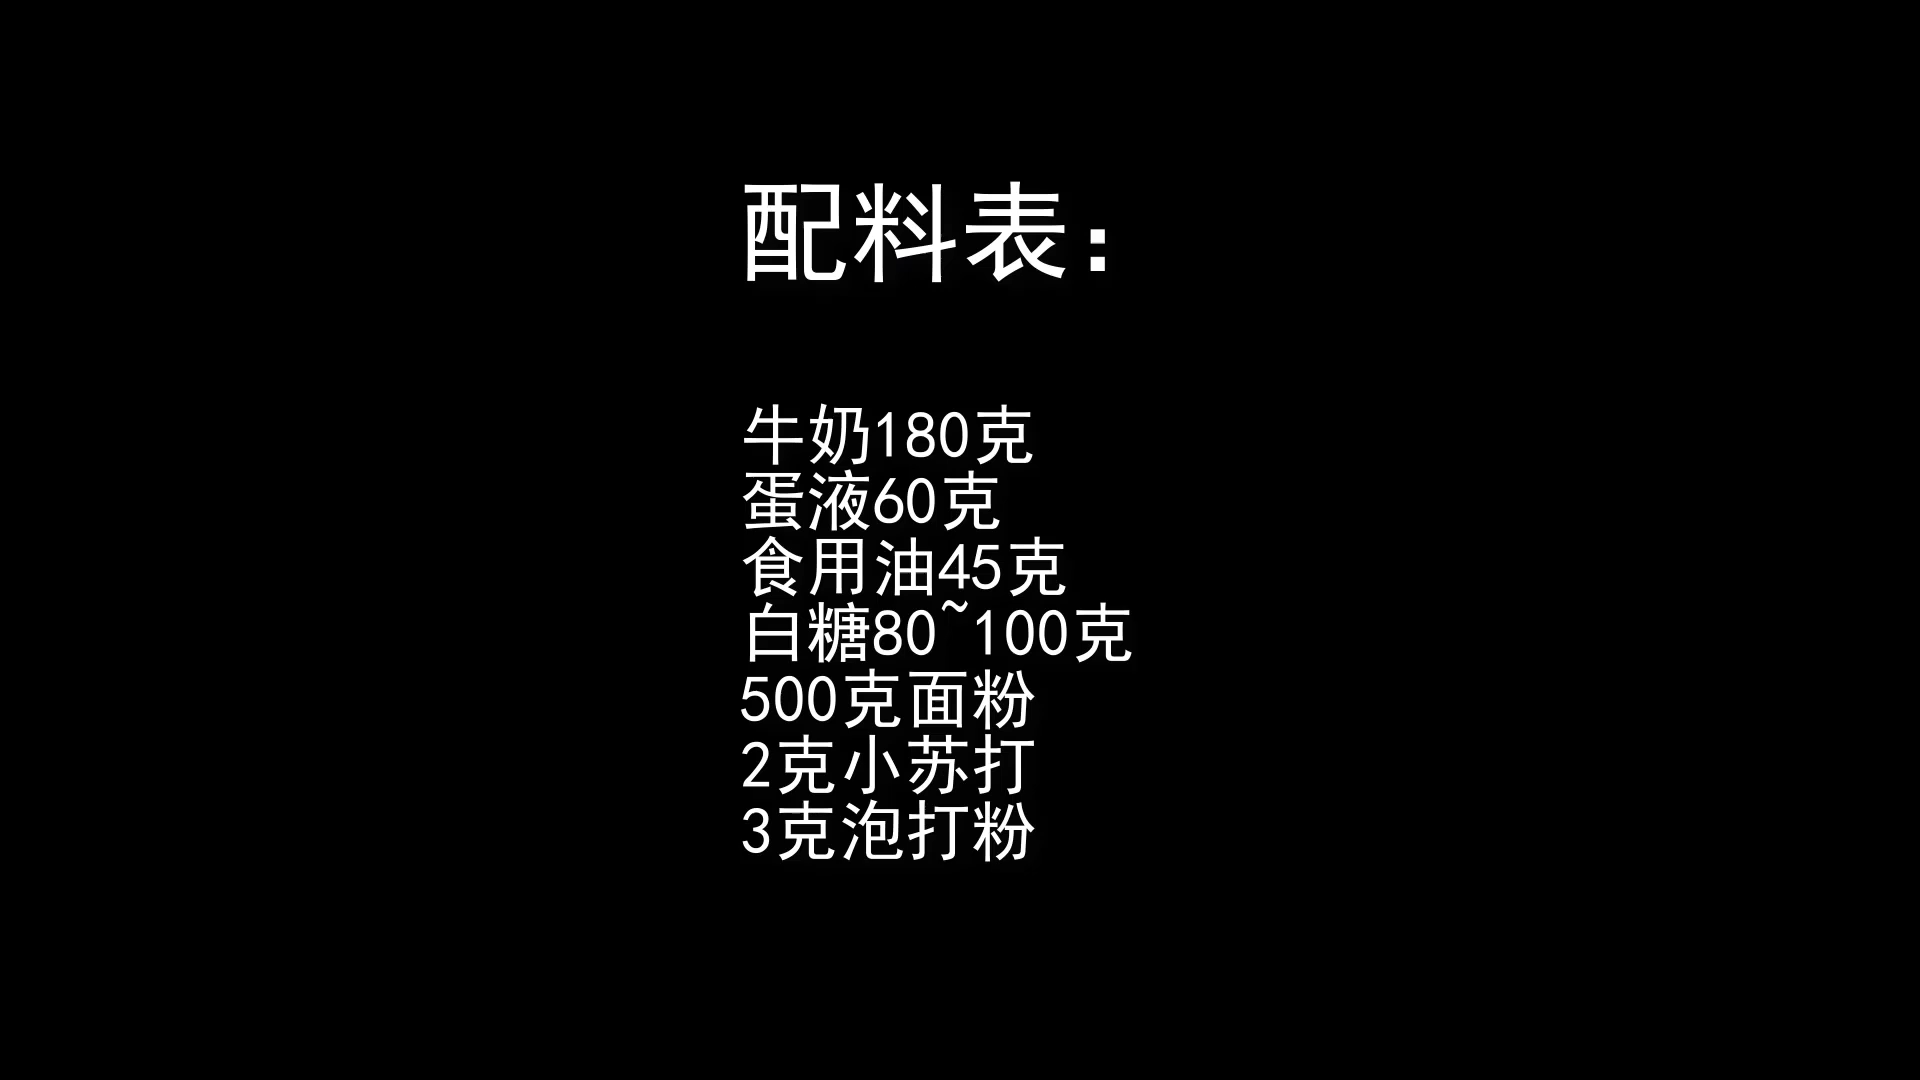 配料表：
牛奶180克
蛋液60克
食用油45克
白糖80~100克
500克面粉
2克小苏打
3克泡打粉